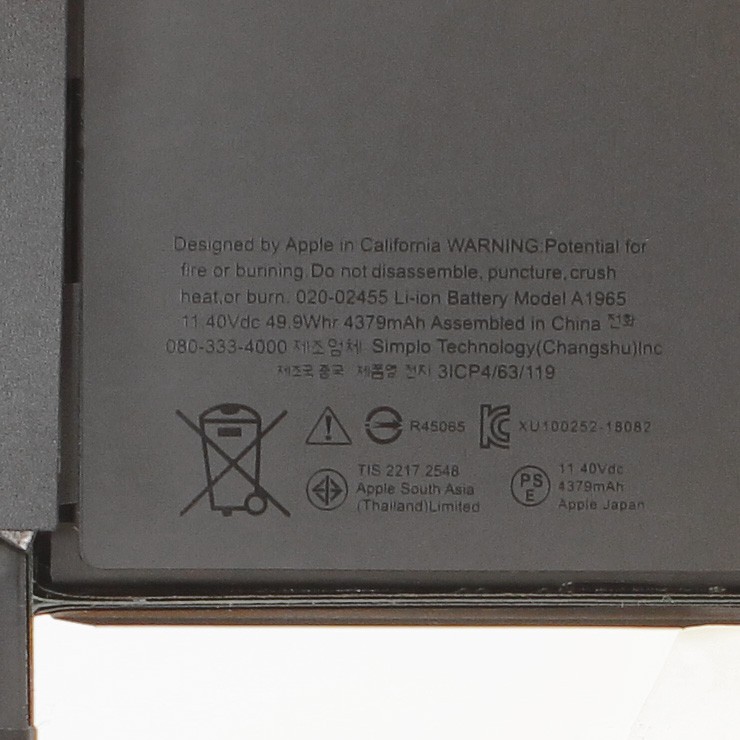 Designed by Apple in California WARNING:Potential for
fire or burining.Do not disassemble, puncture,crush
heat,or burn. 020-02455 Li-ion Battery Model A1965
11.40Vdc 49.9Whr 4379mAh Assembled in China 전화
080-333-4000 제조업체 Simplo Technology(Changshu)Inc
제조국 중국 제품명 전지 3ICP4/63/119
R45065
XU100252-18082
TIS 2217 2548
Apple South Asia
(Thailand)Limited
PS
E
11.40Vdc
4379mAh
Apple Japan